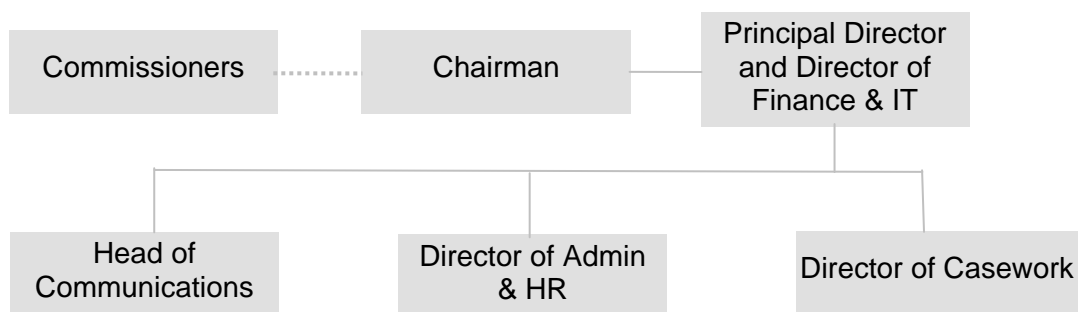 Commissioners
Chairman
Principal Director
and Director of
Finance & IT
Head of
Communications
Director of Admin
& HR
Director of Casework